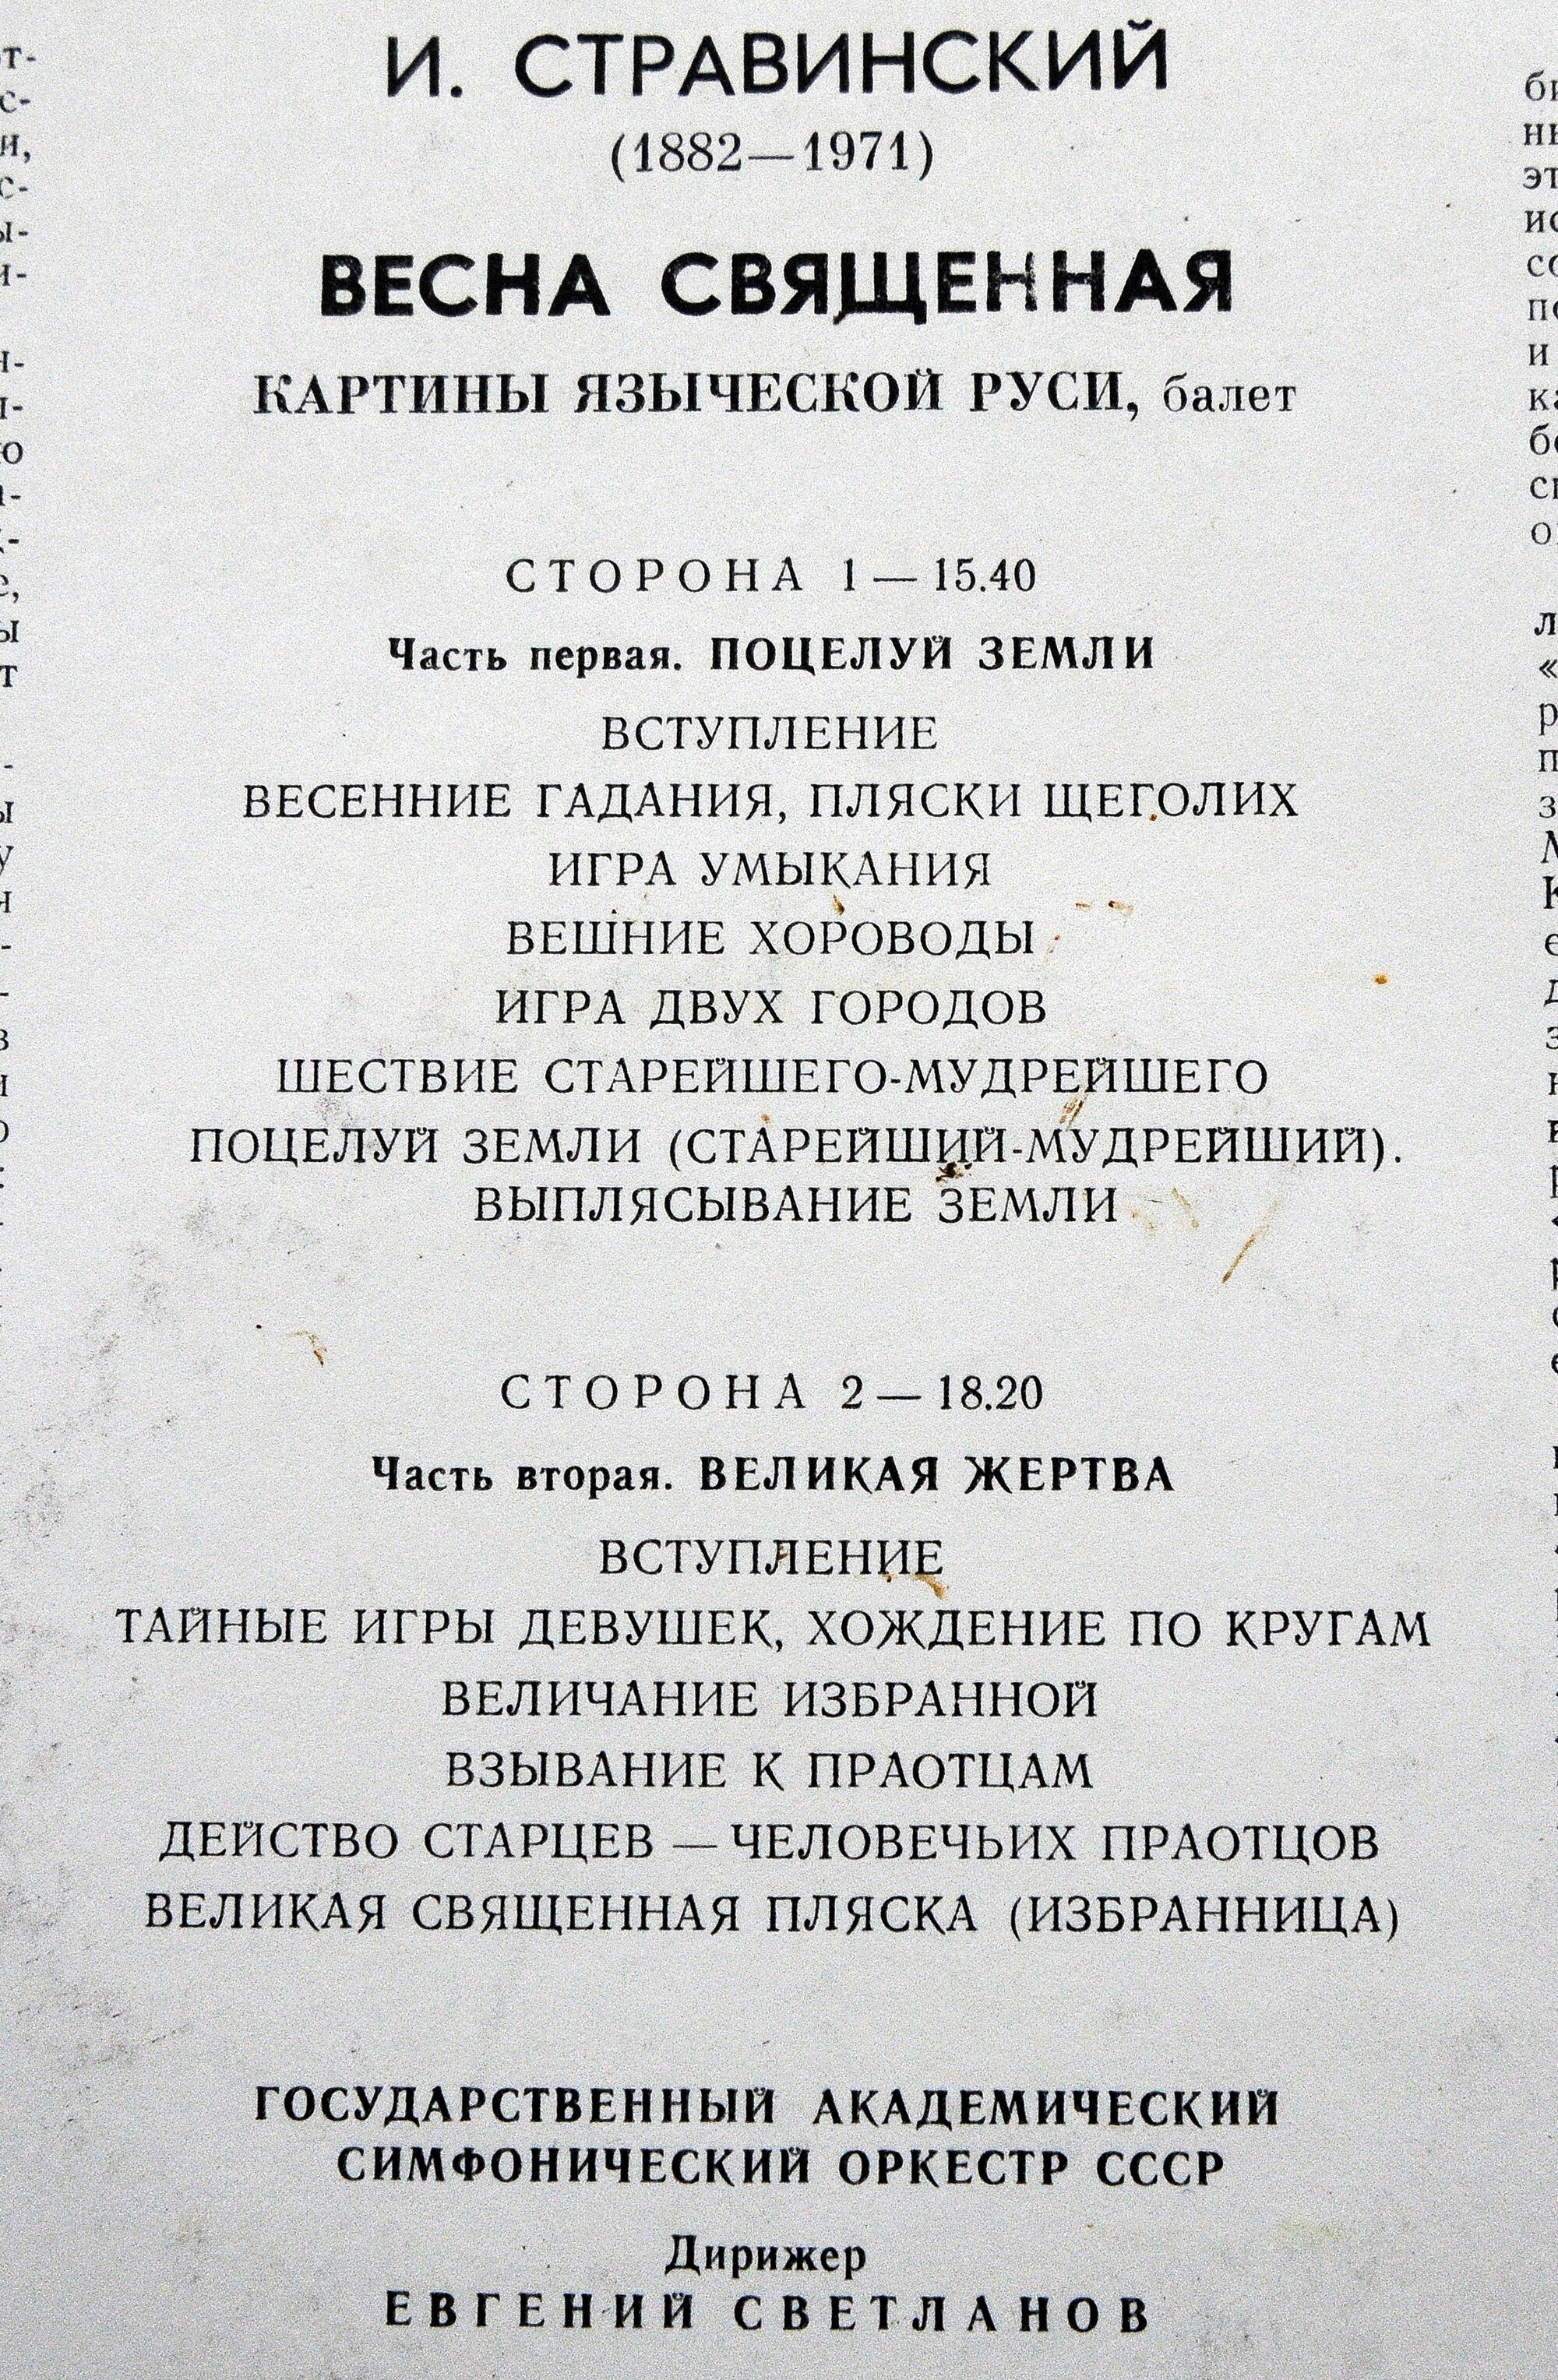 И. СТРАВИНСКИЙ
(1882—1971)
ВЕСНА СВЯЩЕННАЯ
КАРТИНЫ ЯЗЫЧЕСКОЙ РУСИ, балет
СТОРОНА 1 — 15.40
Часть первая. ПОЦЕЛУЙ ЗЕМЛИ
ВСТУПЛЕНИЕ
ВЕСЕННИЕ ГАДАНИЯ, ПЛЯСКИ ЩЕГОЛИХ
ИГРА УМЫКАНИЯ
ВЕШНИЕ ХОРОВОДЫ
ИГРА ДВУХ ГОРОДОВ
ШЕСТВИЕ СТАРЕЙШЕГО-МУДРЕЙШЕГО
ПОЦЕЛУЙ ЗЕМЛИ (СТАРЕЙШИЙ-МУДРЕЙШИЙ).
ВЫПЛЯСЫВАНИЕ ЗЕМЛИ
СТОРОНА 2 — 18.20
Часть вторая. ВЕЛИКАЯ ЖЕРТВА
ВСТУПЛЕНИЕ
ТАЙНЫЕ ИГРЫ ДЕВУШЕК, ХОЖДЕНИЕ ПО КРУГАМ
ВЕЛИЧАНИЕ ИЗБРАННОЙ
ВЗЫВАНИЕ К ПРАОТЦАМ
ДЕЙСТВО СТАРЦЕВ — ЧЕЛОВЕЧЬИХ ПРАОТЦОВ
ВЕЛИКАЯ СВЯЩЕННАЯ ПЛЯСКА (ИЗБРАННИЦА)
ГОСУДАРСТВЕННЫЙ АКАДЕМИЧЕСКИЙ
СИМФОНИЧЕСКИЙ ОРКЕСТР СССР
Дирижер
ЕВГЕНИЙ СВЕТЛАНОВ